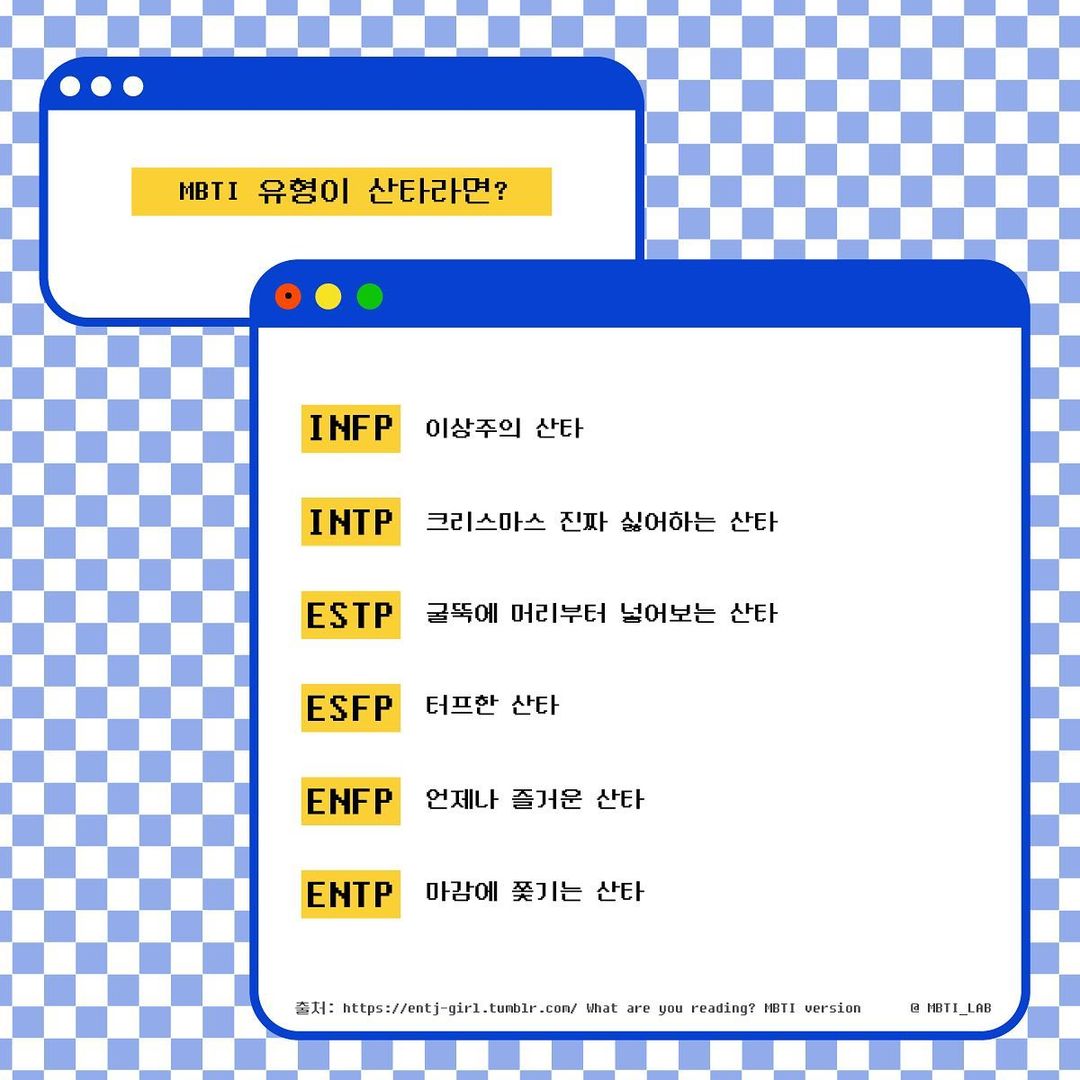 MBTI 유형이 산타라면?
INFP 이상주의 산타
INTP 크리스마스 진짜 싫어하는 산타
ESTP 굴뚝에 머리부터 넣어보는 산타
ESFP 터프한 산타
ENFP 언제나 즐거운 산타
ENTP 마감에 쫓기는 산타
출처: https://entj-girl.tumblr.com/ What are you reading? MBTI version @ MBTI_LAB